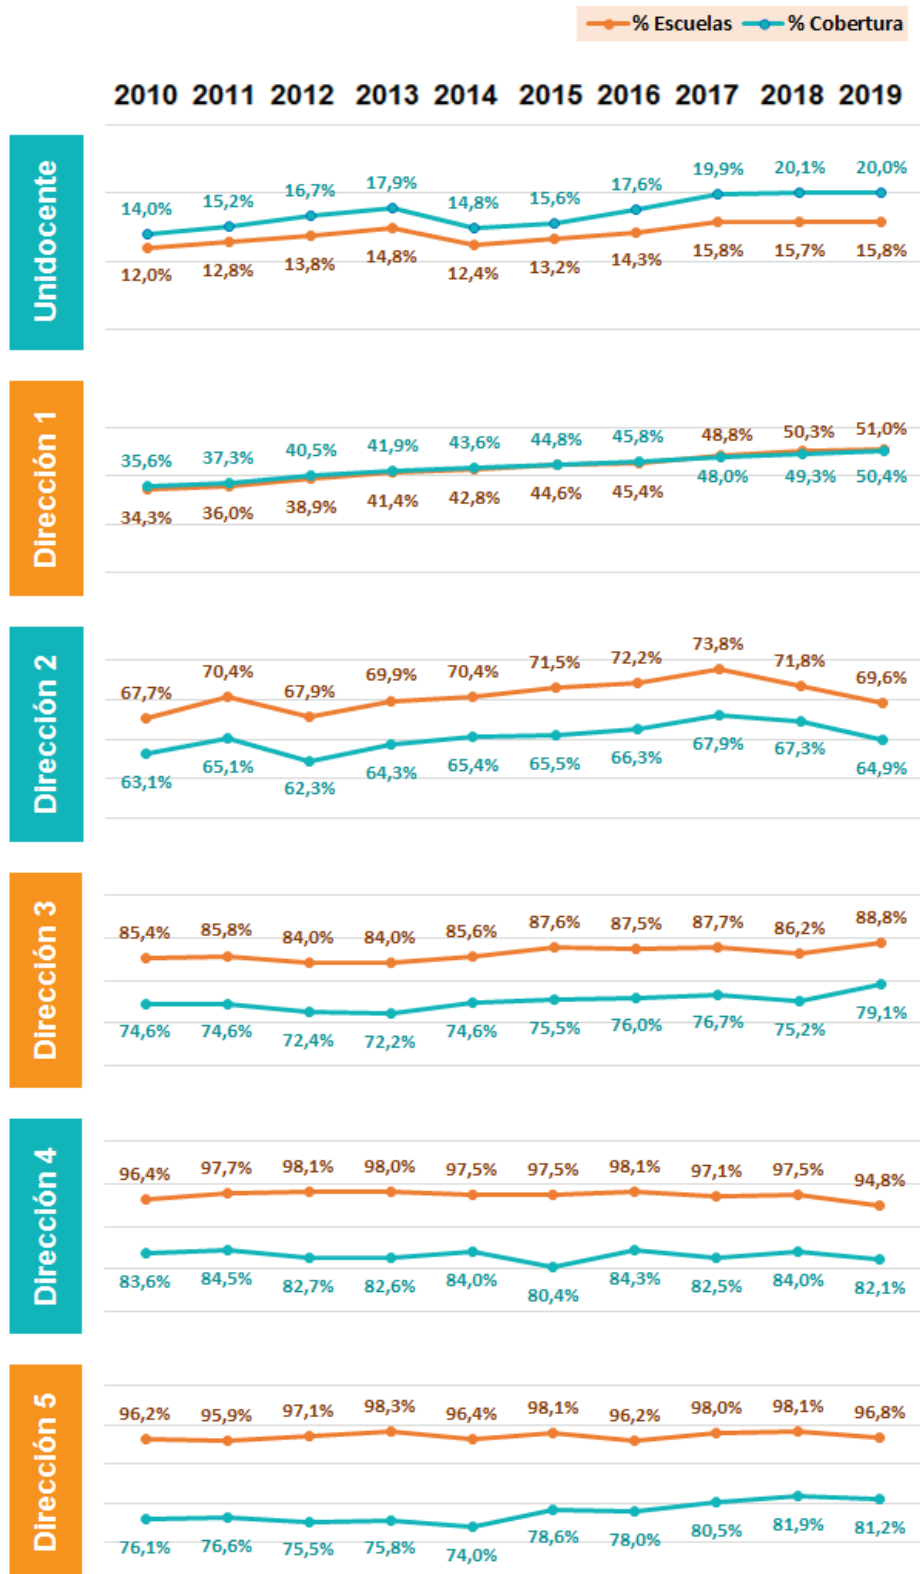 % Escuelas % Cobertura
2010 2011 2012 2013 2014 2015 2016 2017 2018 2019
Unidocente
14,0% 15,2% 16,7% 17,9% 14,8% 15,6% 17,6% 19,9% 20,1% 20,0%
12,0% 12,8% 13,8% 14,8% 12,4% 13,2% 14,3% 15,8% 15,7% 15,8%
Dirección 1
35,6% 37,3% 40,5% 41,9% 43,6% 44,8% 45,8% 48,8% 50,3% 51,0%
34,3% 36,0% 38,9% 41,4% 42,8% 44,6% 45,4% 48,0% 49,3% 50,4%
Dirección 2
67,7% 70,4% 67,9% 69,9% 70,4% 71,5% 72,2% 73,8% 71,8% 69,6%
63,1% 65,1% 62,3% 64,3% 65,4% 65,5% 66,3% 67,9% 67,3% 64,9%
Dirección 3
85,4% 85,8% 84,0% 84,0% 85,6% 87,6% 87,5% 87,7% 86,2% 88,8%
74,6% 74,6% 72,4% 72,2% 74,6% 75,5% 76,0% 76,7% 75,2% 79,1%
Dirección 4
96,4% 97,7% 98,1% 98,0% 97,5% 97,5% 98,1% 97,1% 97,5% 94,8%
83,6% 84,5% 82,7% 82,6% 84,0% 80,4% 84,3% 82,5% 84,0% 82,1%
Dirección 5
96,2% 95,9% 97,1% 98,3% 96,4% 98,1% 96,2% 98,0% 98,1% 96,8%
76,1% 76,6% 75,5% 75,8% 74,0% 78,6% 78,0% 80,5% 81,9% 81,2%